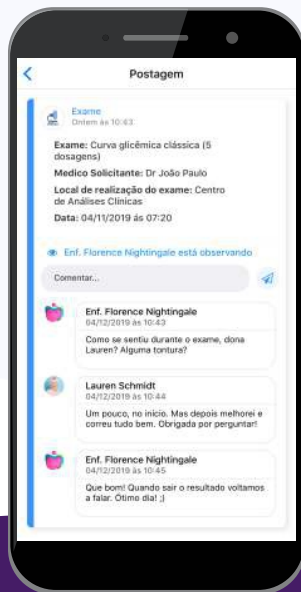 Postagem
Exame
Ontem às 10:43
Exame: Curva glicêmica clássica (5
dosagens)
Medico Solicitante: Dr João Paulo
Local de realização do exame: Centro
de Análises Clínicas
Data: 04/11/2019 ás 07:20
Enf. Florence Nightingale está observando
Comentar...
Enf. Florence Nightingale
04/12/2019 às 10:43
Como se sentiu durante o exame, dona
Lauren? Alguma tontura?
Lauren Schmidt
04/12/2019 às 10:44
Um pouco, no início. Mas depois melhorei e
correu tudo bem. Obrigada por perguntar!
Enf. Florence Nightingale
04/12/2019 às 10:45
Que bom! Quando sair o resultado voltamos
a falar. Ótimo dia! ;)